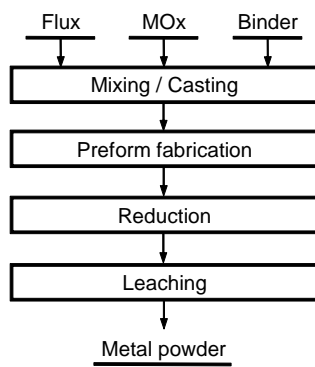 Flux MOx Binder
Mixing / Casting
Preform fabrication
Reduction
Leaching
Metal powder